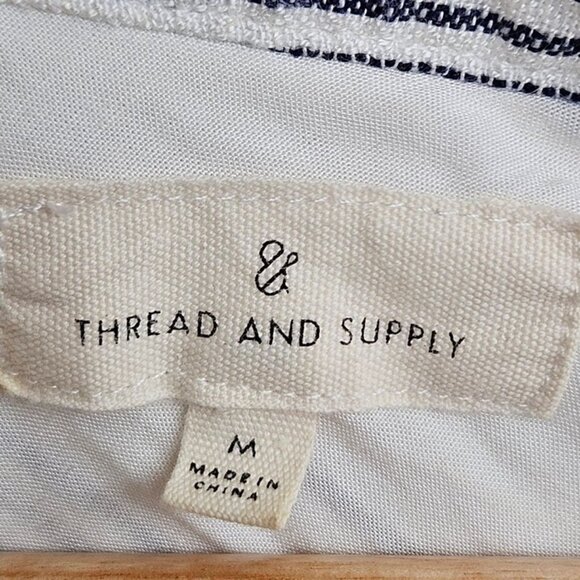 &
THREAD AND SUPPLY
M
MADE IN
CHINA